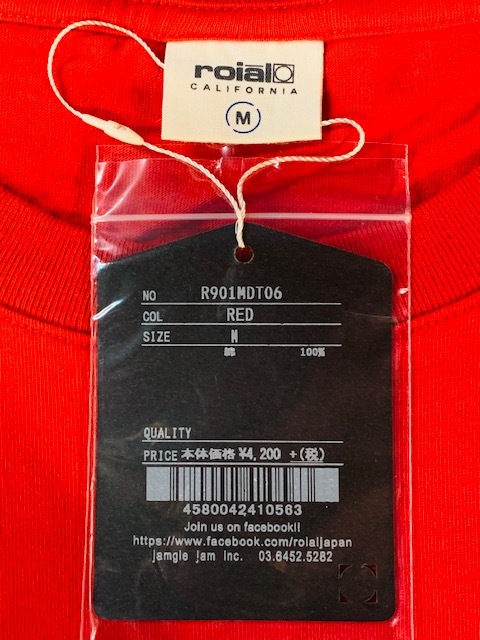 roial
CALIFORNIA
M
NO R901MDT06
COL RED
SIZE M
綿 100%
QUALITY
PRICE 本体価格 ¥4,200 +(税)
4580042410563
Join us on facebook!!
https://www.facebook.com/roialjapan
jamgle jam inc. 03.6452.5282